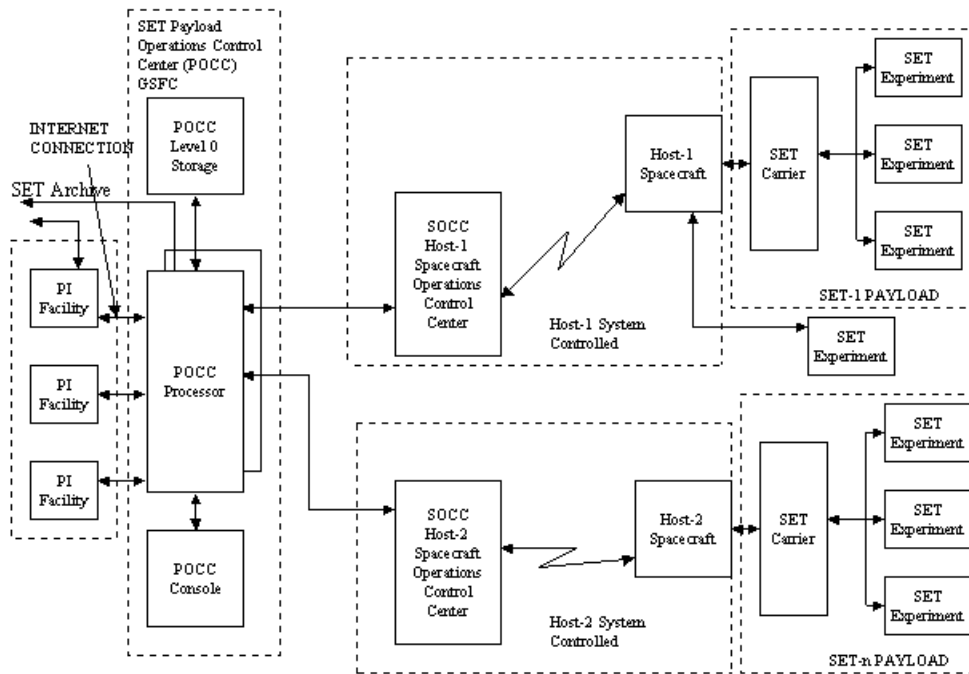 SET Payload
Operations Control
Center (POCC)
GSFC
INTERNET
CONNECTION
SET Archive
POCC
Level 0
Storage
PI
Facility
PI
Facility
PI
Facility
POCC
Processor
POCC
Console
SOCC
Host-1
Spacecraft
Operations
Control
Center
Host-1
Spacecraft
Host-1 System
Controlled
SET
Carrier
SET
Experiment
SET
Experiment
SET
Experiment
SET-1 PAYLOAD
SET
Experiment
SOCC
Host-2
Spacecraft
Operations
Control
Center
Host-2
Spacecraft
Host-2 System
Controlled
SET
Carrier
SET
Experiment
SET
Experiment
SET
Experiment
SET-n PAYLOAD